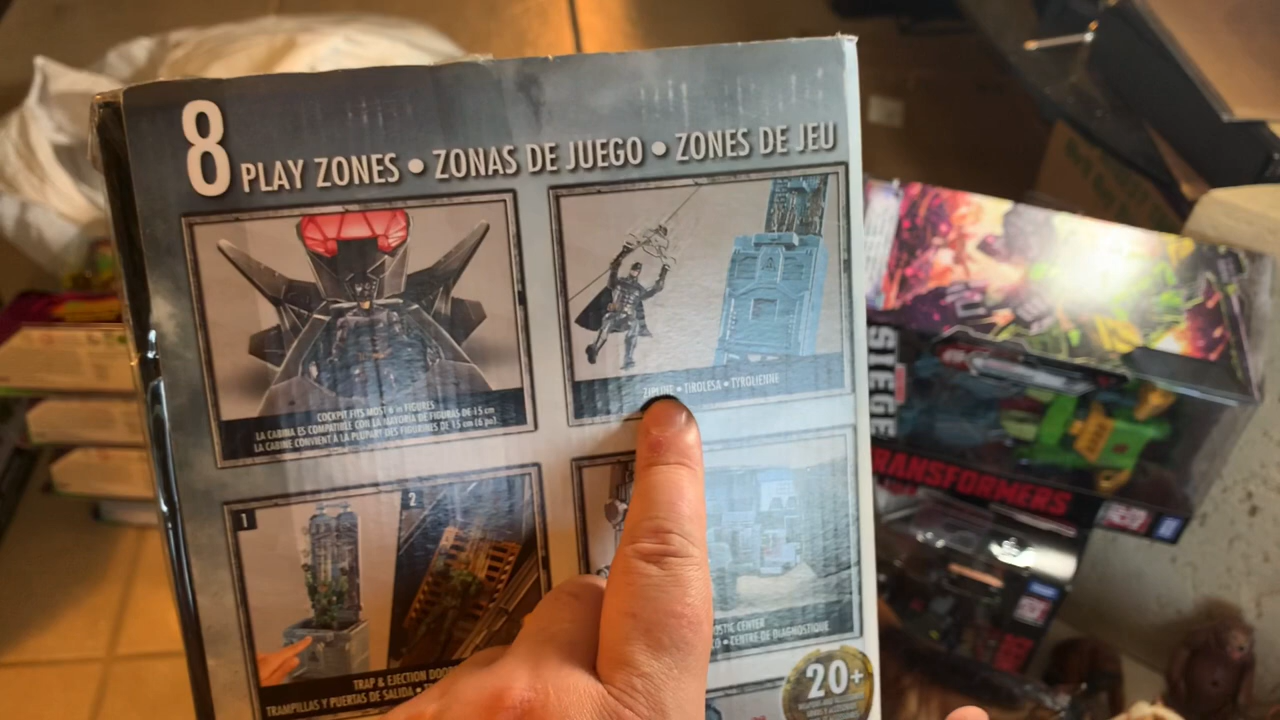 8 PLAY ZONES • ZONAS DE JUEGO • ZONES DE JEU
COCKPIT FITS MOST 6 in FIGURES
LA CABINA ES COMPATIBLE CON LA MAYORÍA DE FIGURAS DE 15 cm
LA CABINE CONVIENT À LA PLUPART DES FIGURINES DE 15 cm (6 po)
ZIPLINE • TIROLESA • TYROLIENNE
1
2
TRAP & EJECTION DOOR
TRAMPILLAS Y PUERTAS DE SALIDA •
CENTER
• CENTRE DE DIAGNOSTIQUE
20+
SIEGE
TRANSFORMERS